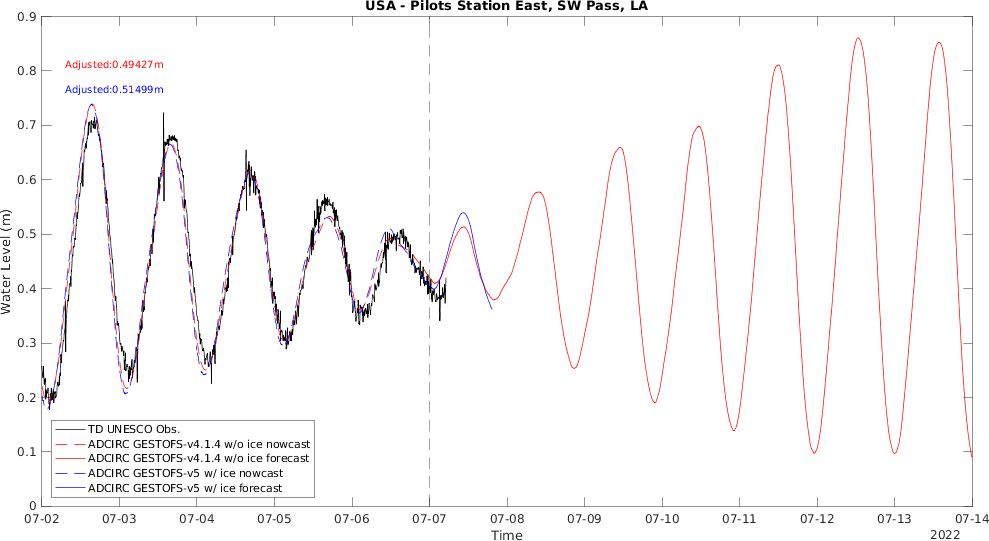 USA - Pilots Station East, SW Pass, LA
0.9
0.8
0.7
0.6
0.5
0.4
0.3
0.2
0.1
0
Water Level (m)
Adjusted:0.49427m
Adjusted:0.51499m
TD UNESCO Obs.
ADCIRC GESTOFS-v4.1.4 w/o ice nowcast
ADCIRC GESTOFS-v4.1.4 w/o ice forecast
ADCIRC GESTOFS-v5 w/ ice nowcast
ADCIRC GESTOFS-v5 w/ ice forecast
07-02 07-03 07-04 07-05 07-06 07-07 07-08 07-09 07-10 07-11 07-12 07-13 07-14
Time
2022